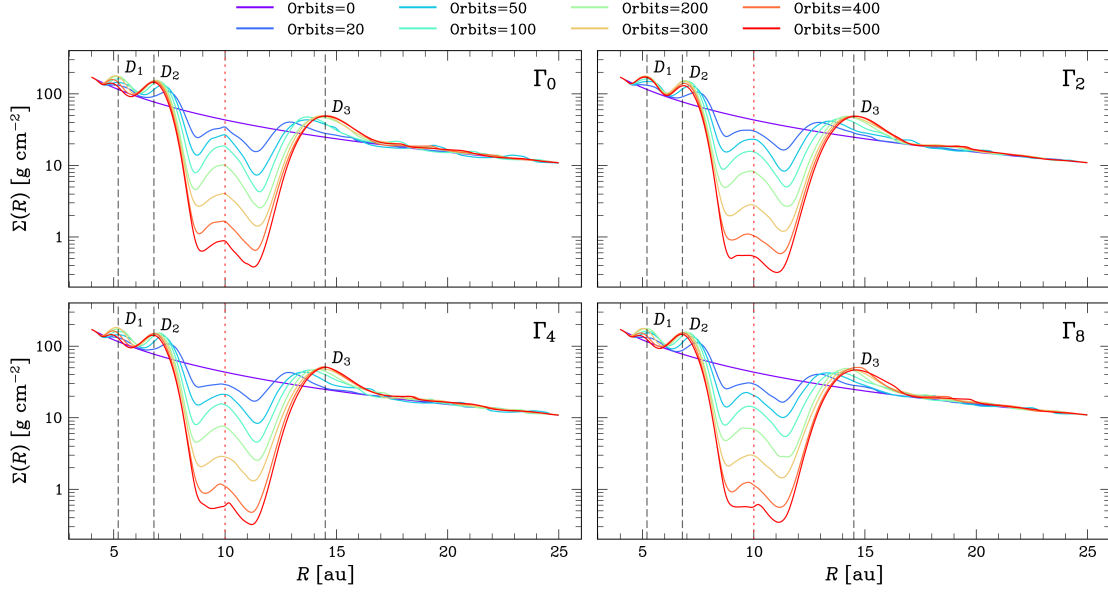 Orbits=0 Orbits=50 Orbits=200 Orbits=400
Orbits=20 Orbits=100 Orbits=300 Orbits=500
D₁ D₂ D₃ Γ₀
D₁ D₂ D₃ Γ₂
100
10
1
Σ(R) [g cm⁻²]
D₁ D₂ D₃ Γ₄
D₁ D₂ D₃ Γ₈
100
10
1
Σ(R) [g cm⁻²]
5 10 15 20 25
5 10 15 20 25
R [au]
R [au]